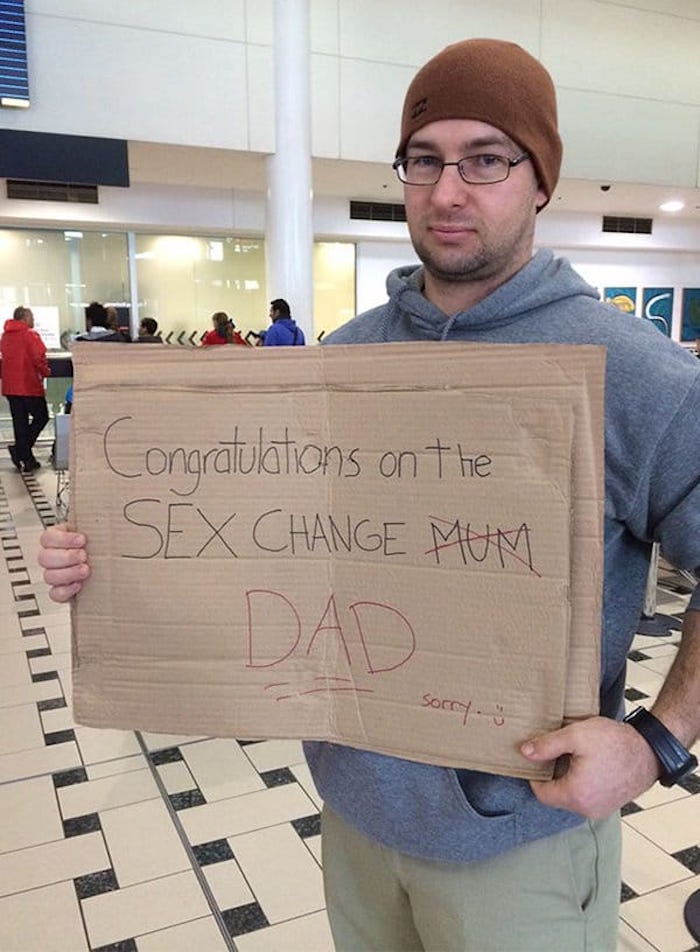 Congratulations on the
SEX CHANGE MUM
DAD
sorry. :)